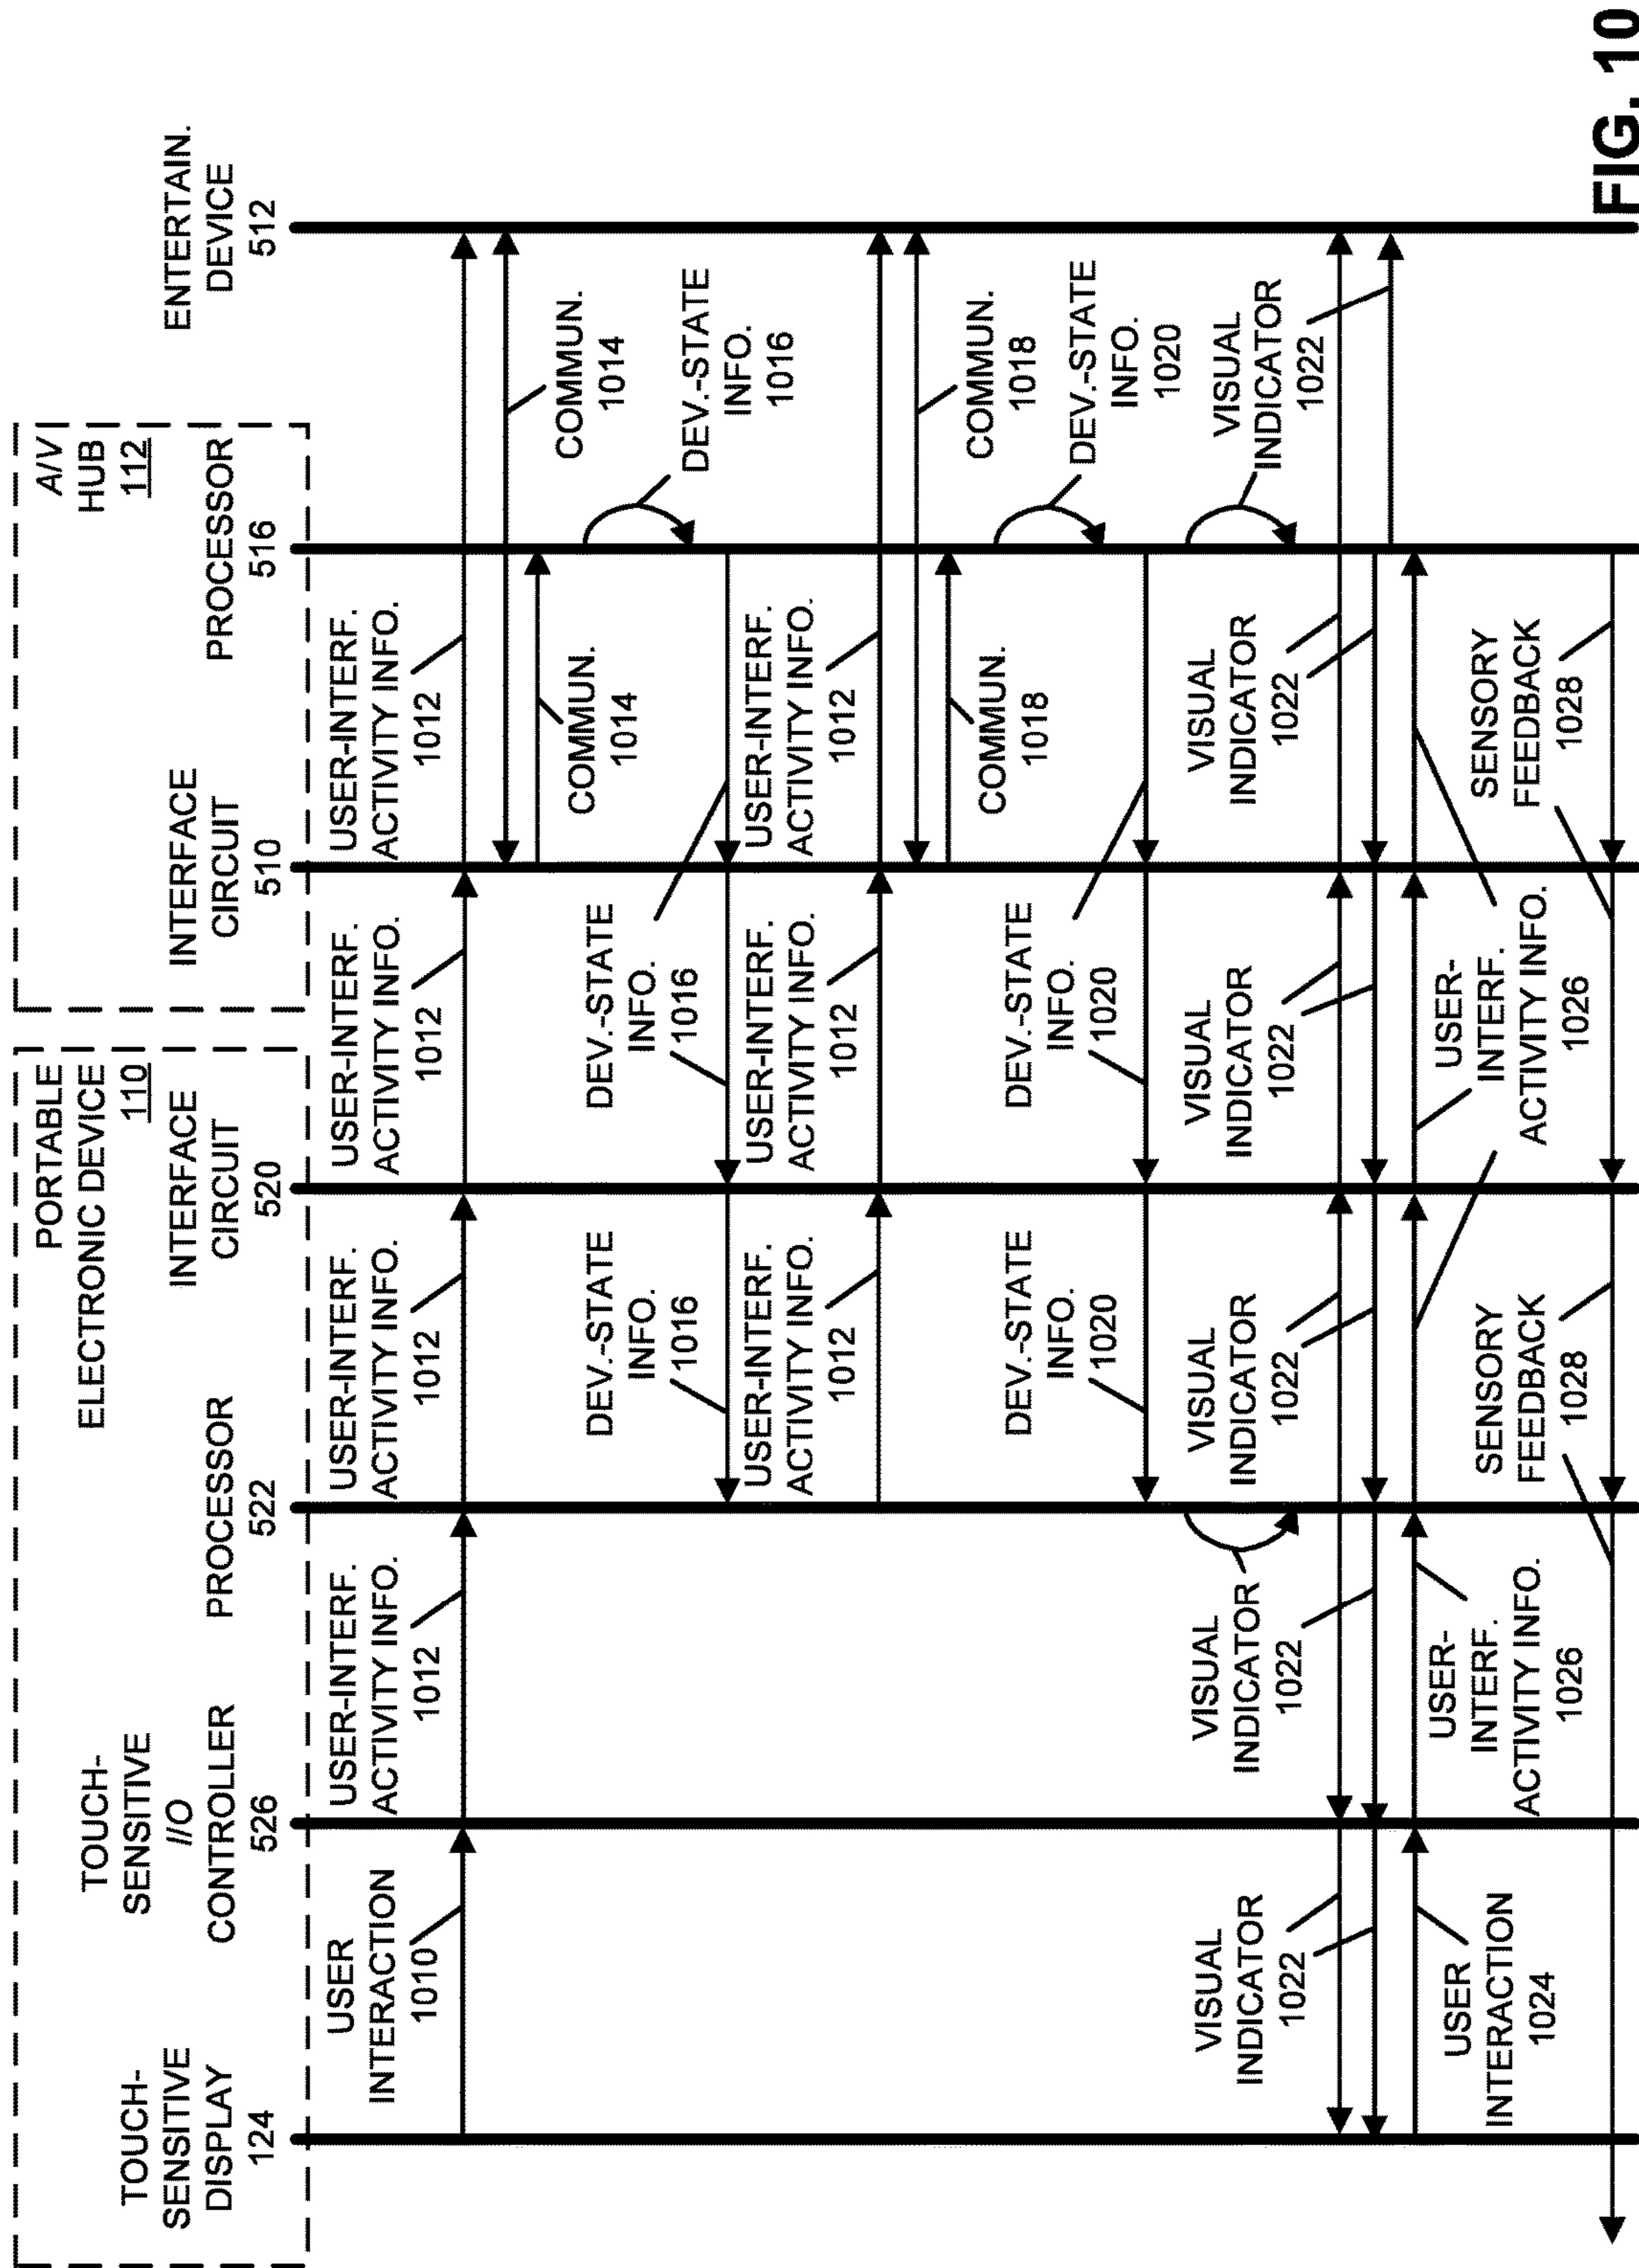 PORTABLE
ELECTRONIC DEVICE
110
A/V
HUB
112
TOUCH-
SENSITIVE
DISPLAY
124
TOUCH-
SENSITIVE
I/O
CONTROLLER
526
PROCESSOR
522
INTERFACE
CIRCUIT
520
INTERFACE
CIRCUIT
510
PROCESSOR
516
ENTERTAIN.
DEVICE
512
USER
INTERACTION
1010
USER-INTERF.
ACTIVITY INFO.
1012
USER-INTERF.
ACTIVITY INFO.
1012
USER-INTERF.
ACTIVITY INFO.
1012
USER-INTERF.
ACTIVITY INFO.
1012
COMMUN.
1014
COMMUN.
1014
DEV.-STATE
INFO.
1016
DEV.-STATE
INFO.
1016
DEV.-STATE
INFO.
1016
USER-INTERF.
ACTIVITY INFO.
1012
USER-INTERF.
ACTIVITY INFO.
1012
USER-INTERF.
ACTIVITY INFO.
1012
COMMUN.
1018
COMMUN.
1018
DEV.-STATE
INFO.
1020
DEV.-STATE
INFO.
1020
DEV.-STATE
INFO.
1020
VISUAL
INDICATOR
1022
VISUAL
INDICATOR
1022
VISUAL
INDICATOR
1022
VISUAL
INDICATOR
1022
VISUAL
INDICATOR
1022
VISUAL
INDICATOR
1022
USER
INTERACTION
1024
USER-
INTERF.
ACTIVITY INFO.
1026
USER-
INTERF.
ACTIVITY INFO.
1026
SENSORY
FEEDBACK
1028
SENSORY
FEEDBACK
1028
FIG. 10